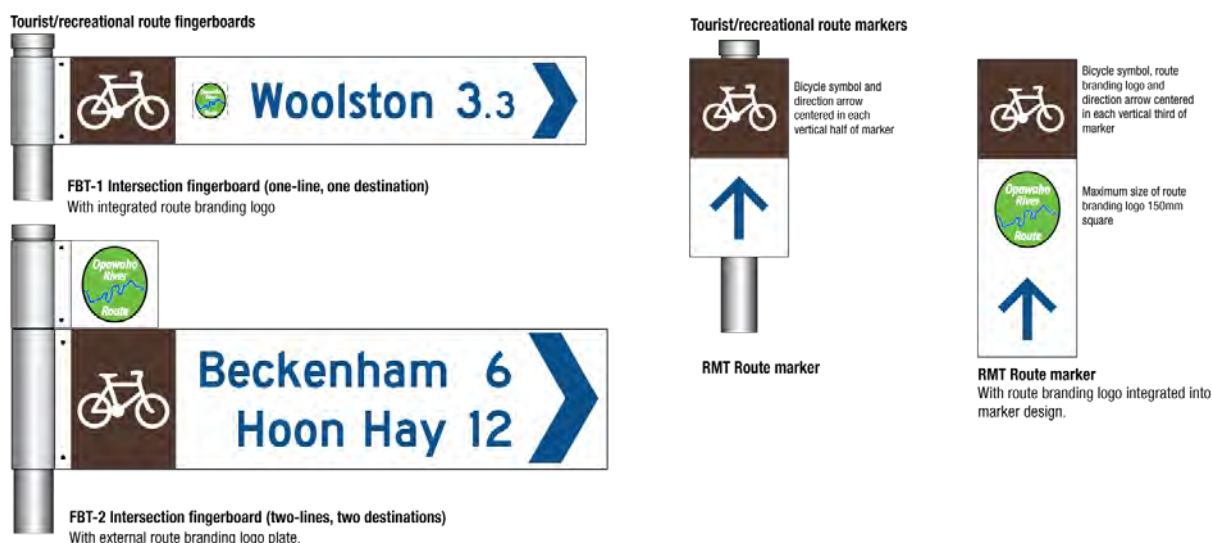 Tourist/recreational route fingerboards
Woolston 3.3
FBT-1 Intersection fingerboard (one-line, one destination)
With integrated route branding logo
Opawaho
River
Route
Beckenham 6
Hoon Hay 12
FBT-2 Intersection fingerboard (two-lines, two destinations)
With external route branding logo plate.
Tourist/recreational route markers
Bicycle symbol and
direction arrow
centered in each
vertical half of marker
RMT Route marker
Bicycle symbol, route
branding logo and
direction arrow centered
in each vertical third of
marker
Opawaho
River
Route
Maximum size of route
branding logo 150mm
square
RMT Route marker
With route branding logo integrated into
marker design.